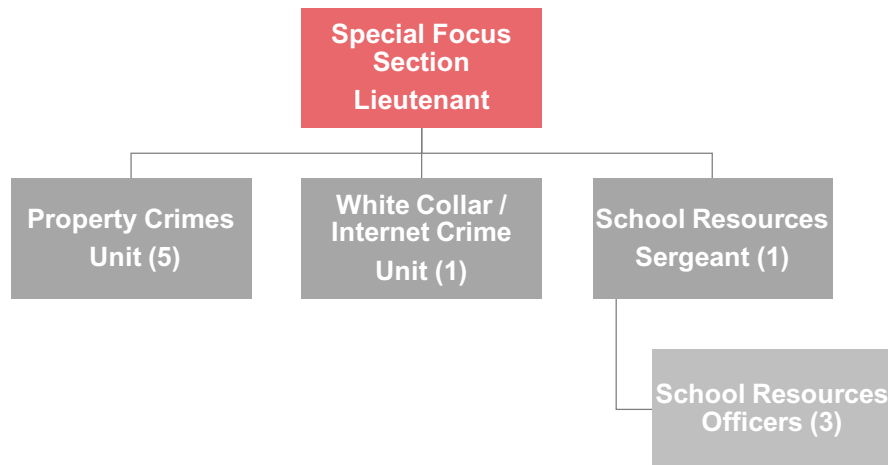 Special Focus
Section
Lieutenant
Property Crimes
Unit (5)
White Collar /
Internet Crime
Unit (1)
School Resources
Sergeant (1)
School Resources
Officers (3)